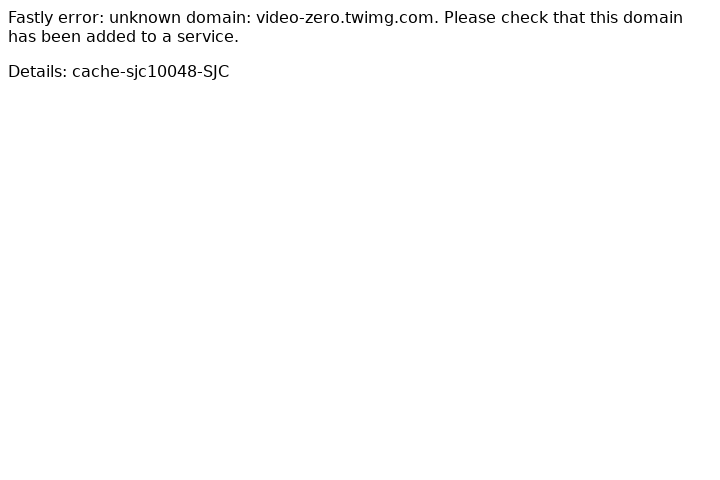 Fastly error: unknown domain: video-zero.twimg.com. Please check that this domain
has been added to a service.
Details: cache-sjc10048-SJC